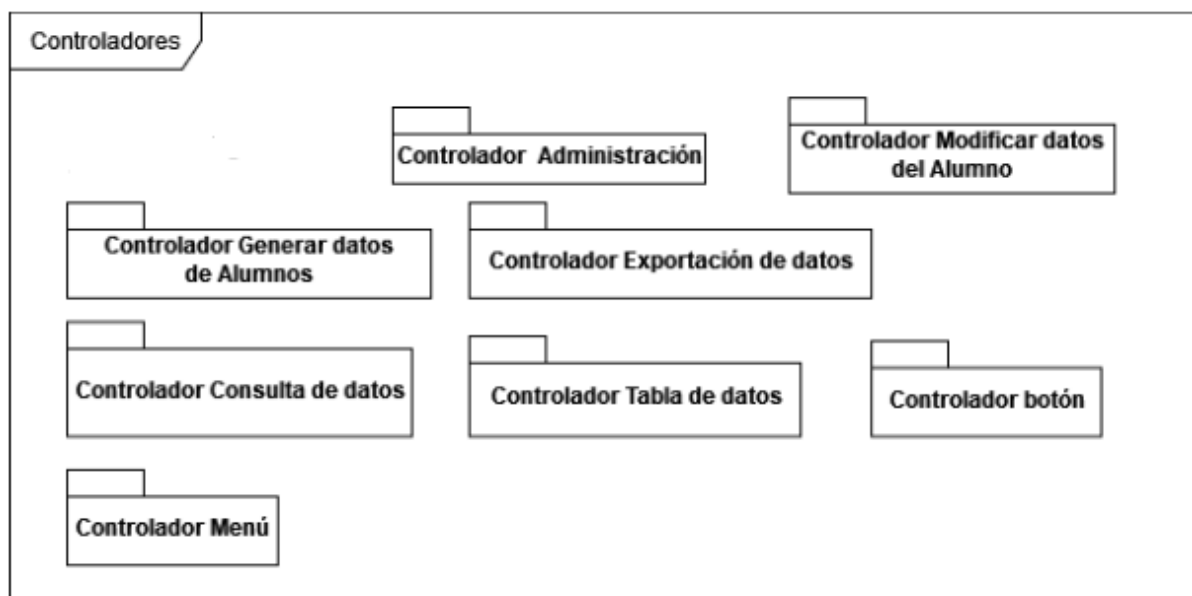 Controladores
Controlador Administración
Controlador Modificar datos
del Alumno
Controlador Generar datos
de Alumnos
Controlador Exportación de datos
Controlador Consulta de datos
Controlador Tabla de datos
Controlador botón
Controlador Menú